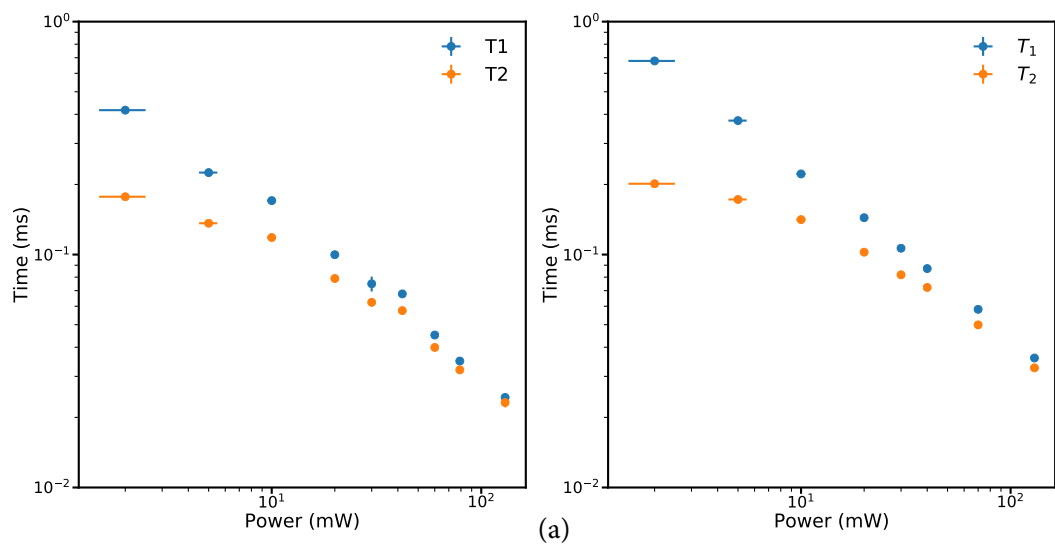 10⁰
10⁻¹
10⁻²
Time (ms)
10¹
10²
Power (mW)
T1
T2
10⁰
10⁻¹
10⁻²
Time (ms)
10¹
10²
Power (mW)
T₁
T₂
(a)